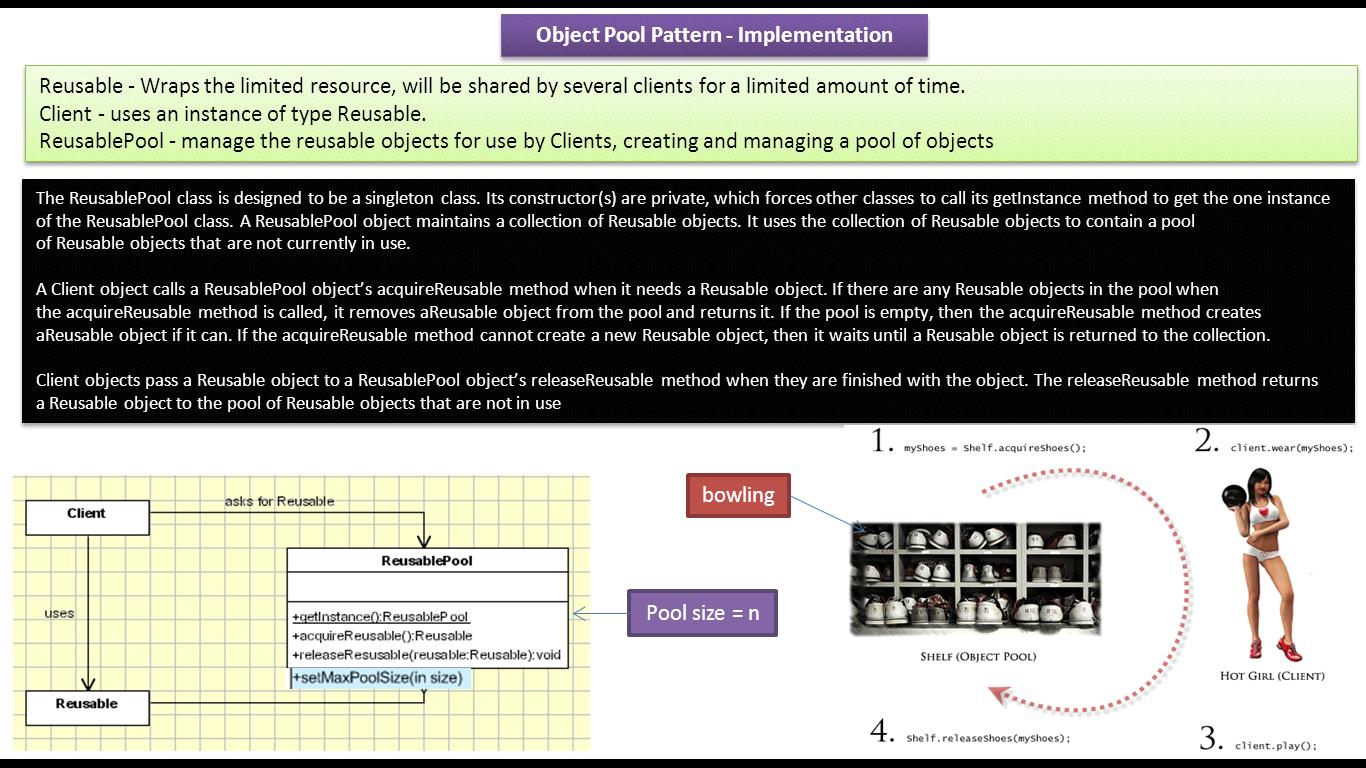 Object Pool Pattern - Implementation
Reusable - Wraps the limited resource, will be shared by several clients for a limited amount of time.
Client - uses an instance of type Reusable.
ReusablePool - manage the reusable objects for use by Clients, creating and managing a pool of objects
The ReusablePool class is designed to be a singleton class. Its constructor(s) are private, which forces other classes to call its getInstance method to get the one instance
of the ReusablePool class. A ReusablePool object maintains a collection of Reusable objects. It uses the collection of Reusable objects to contain a pool
of Reusable objects that are not currently in use.
A Client object calls a ReusablePool object's acquireReusable method when it needs a Reusable object. If there are any Reusable objects in the pool when
the acquireReusable method is called, it removes aReusable object from the pool and returns it. If the pool is empty, then the acquireReusable method creates
aReusable object if it can. If the acquireReusable method cannot create a new Reusable object, then it waits until a Reusable object is returned to the collection.
Client objects pass a Reusable object to a ReusablePool object's releaseReusable method when they are finished with the object. The releaseReusable method returns
a Reusable object to the pool of Reusable objects that are not in use
Client
asks for Reusable
ReusablePool
+getInstance():ReusablePool
+acquireReusable():Reusable
+releaseResusable(reusable:Reusable):void
+setMaxPoolSize(in size)
uses
Reusable
Pool size = n
bowling
1. myShoes = Shelf.acquireShoes();
2. client.wear(myShoes);
SHELF (OBJECT POOL)
HOT GIRL (CLIENT)
4. Shelf.releaseShoes(myShoes);
3. client.play();